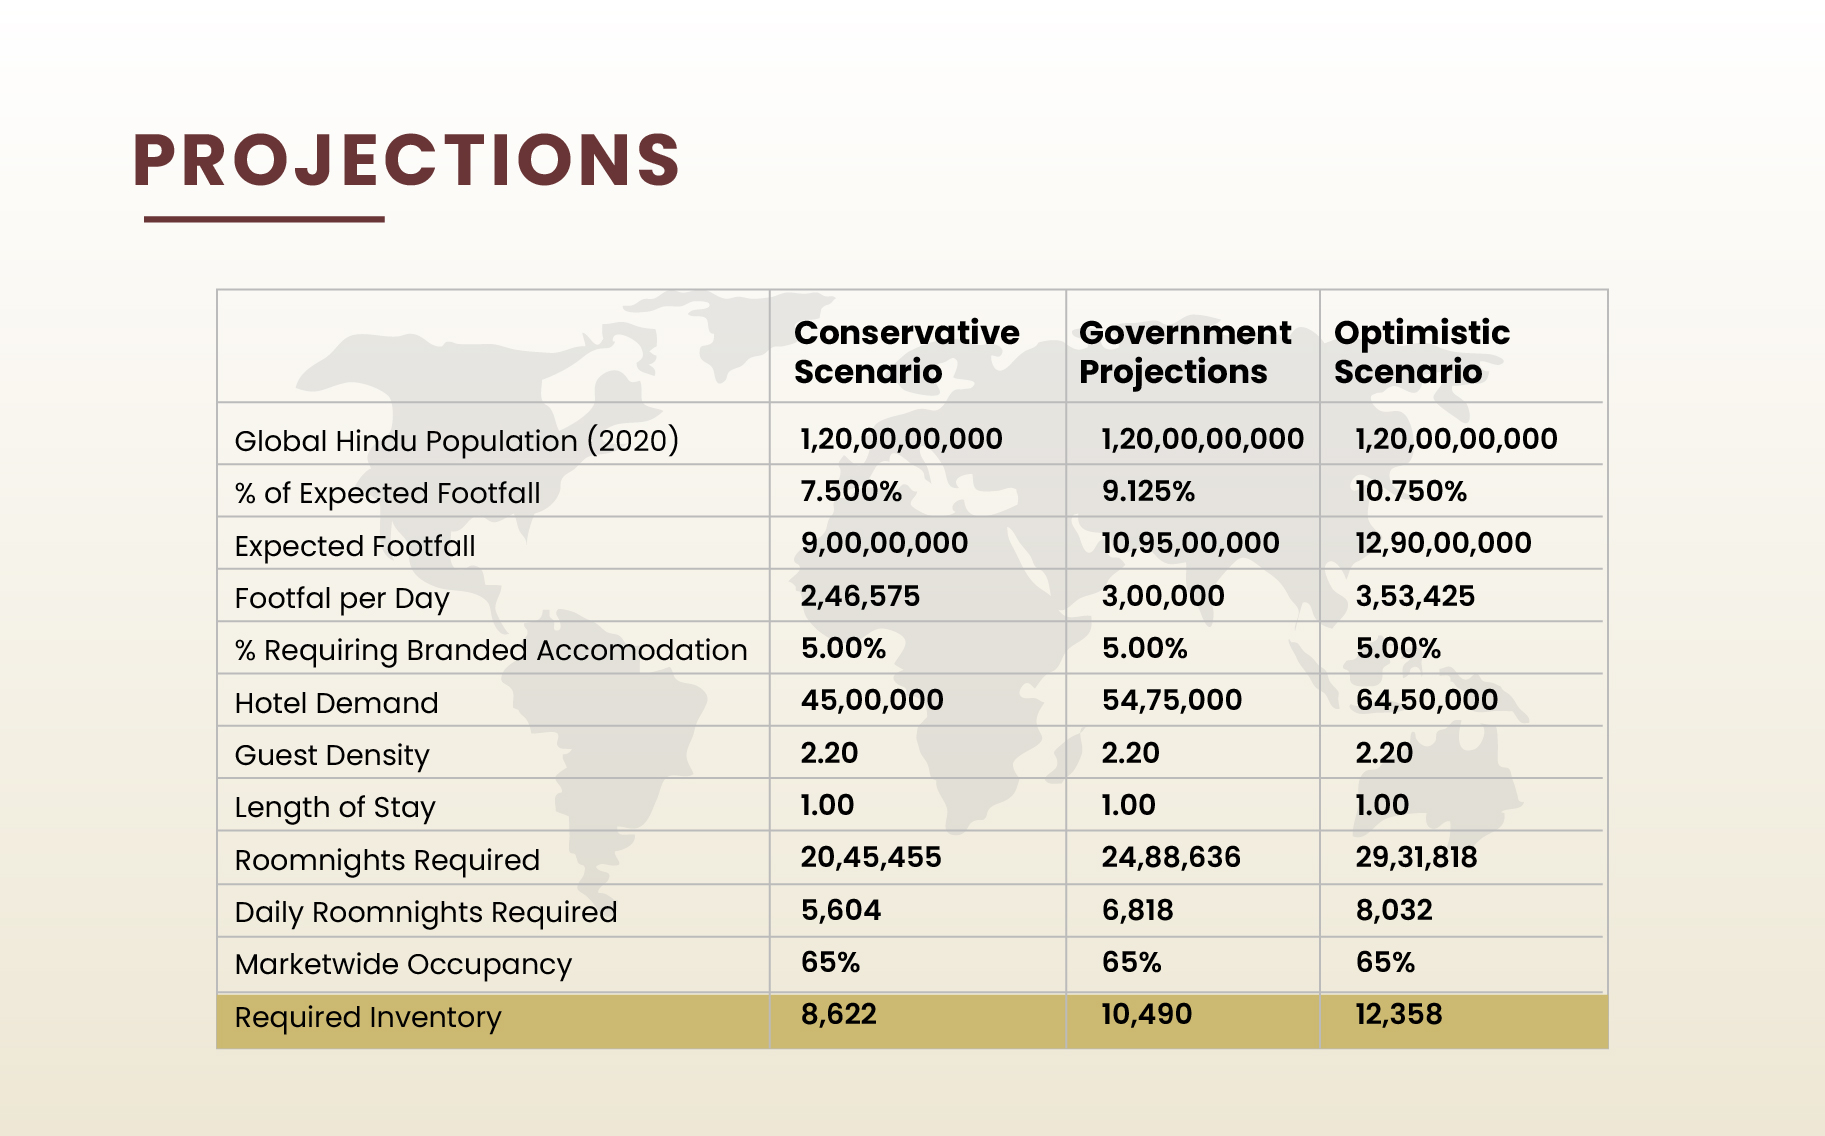 PROJECTIONS
Conservative Scenario Government Projections Optimistic Scenario
Global Hindu Population (2020) 1,20,00,00,000 1,20,00,00,000 1,20,00,00,000
% of Expected Footfall 7.500% 9.125% 10.750%
Expected Footfall 9,00,00,000 10,95,00,000 12,90,00,000
Footfal per Day 2,46,575 3,00,000 3,53,425
% Requiring Branded Accomodation 5.00% 5.00% 5.00%
Hotel Demand 45,00,000 54,75,000 64,50,000
Guest Density 2.20 2.20 2.20
Length of Stay 1.00 1.00 1.00
Roomnights Required 20,45,455 24,88,636 29,31,818
Daily Roomnights Required 5,604 6,818 8,032
Marketwide Occupancy 65% 65% 65%
Required Inventory 8,622 10,490 12,358